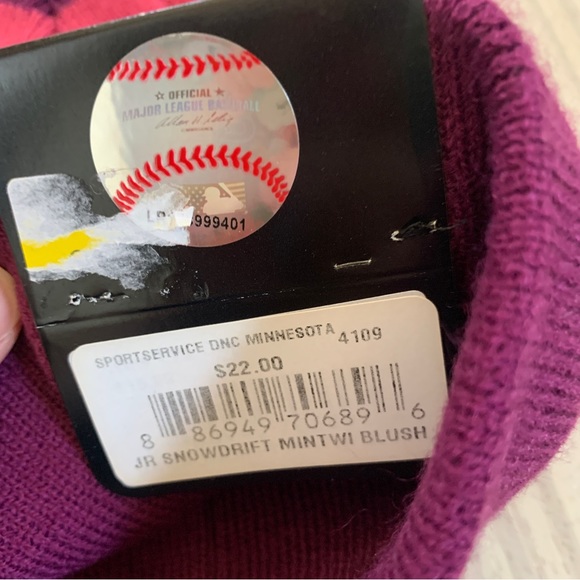 ☆ OFFICIAL ★
MAJOR LEAGUE BASEBALL
999401
SPORTSERVICE DNC MINNESOTA 4109
$22.00
8 86949 70689 6
JR SNOWDRIFT MINTWI BLUSH